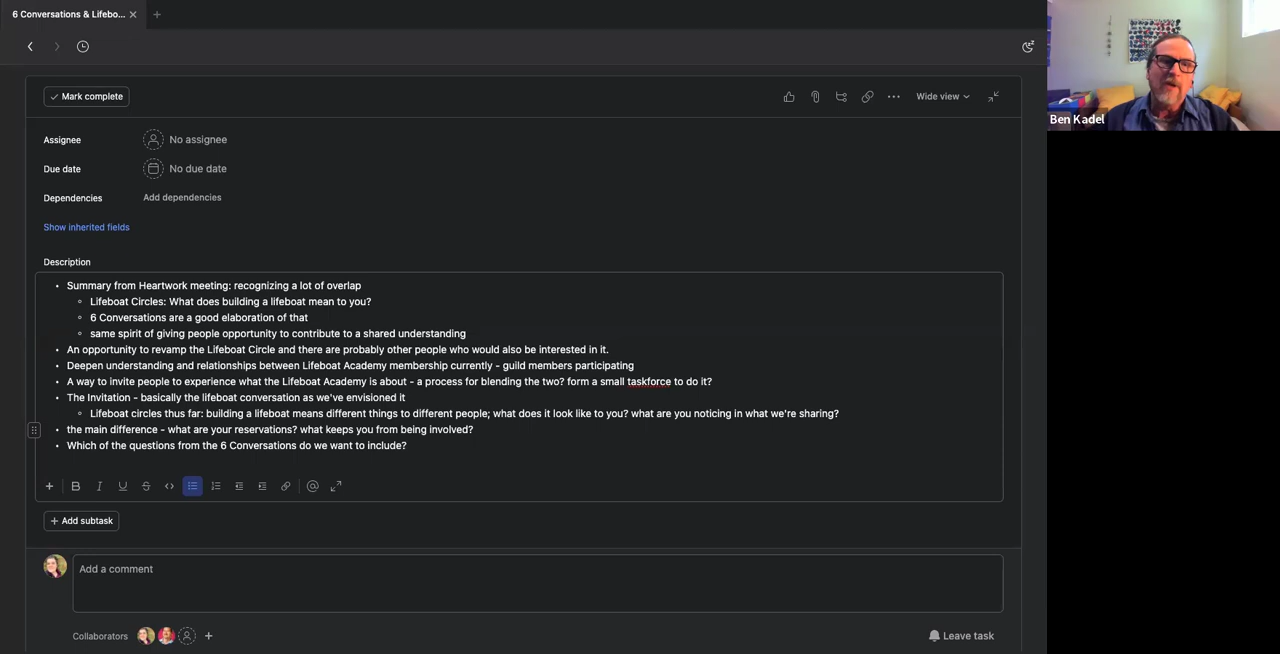 6 Conversations & Lifebo...
Mark complete
Wide view
Ben Kadel
Assignee
No assignee
Due date
No due date
Dependencies
Add dependencies
Show inherited fields
Description
Summary from Heartwork meeting: recognizing a lot of overlap
Lifeboat Circles: What does building a lifeboat mean to you?
6 Conversations are a good elaboration of that
same spirit of giving people opportunity to contribute to a shared understanding
An opportunity to revamp the Lifeboat Circle and there are probably other people who would also be interested in it.
Deepen understanding and relationships between Lifeboat Academy membership currently - guild members participating
A way to invite people to experience what the Lifeboat Academy is about - a process for blending the two? form a small taskforce to do it?
The Invitation - basically the lifeboat conversation as we've envisioned it
Lifeboat circles thus far: building a lifeboat means different things to different people; what does it look like to you? what are you noticing in what we're sharing?
the main difference - what are your reservations? what keeps you from being involved?
Which of the questions from the 6 Conversations do we want to include?
Add subtask
Add a comment
Collaborators
Leave task